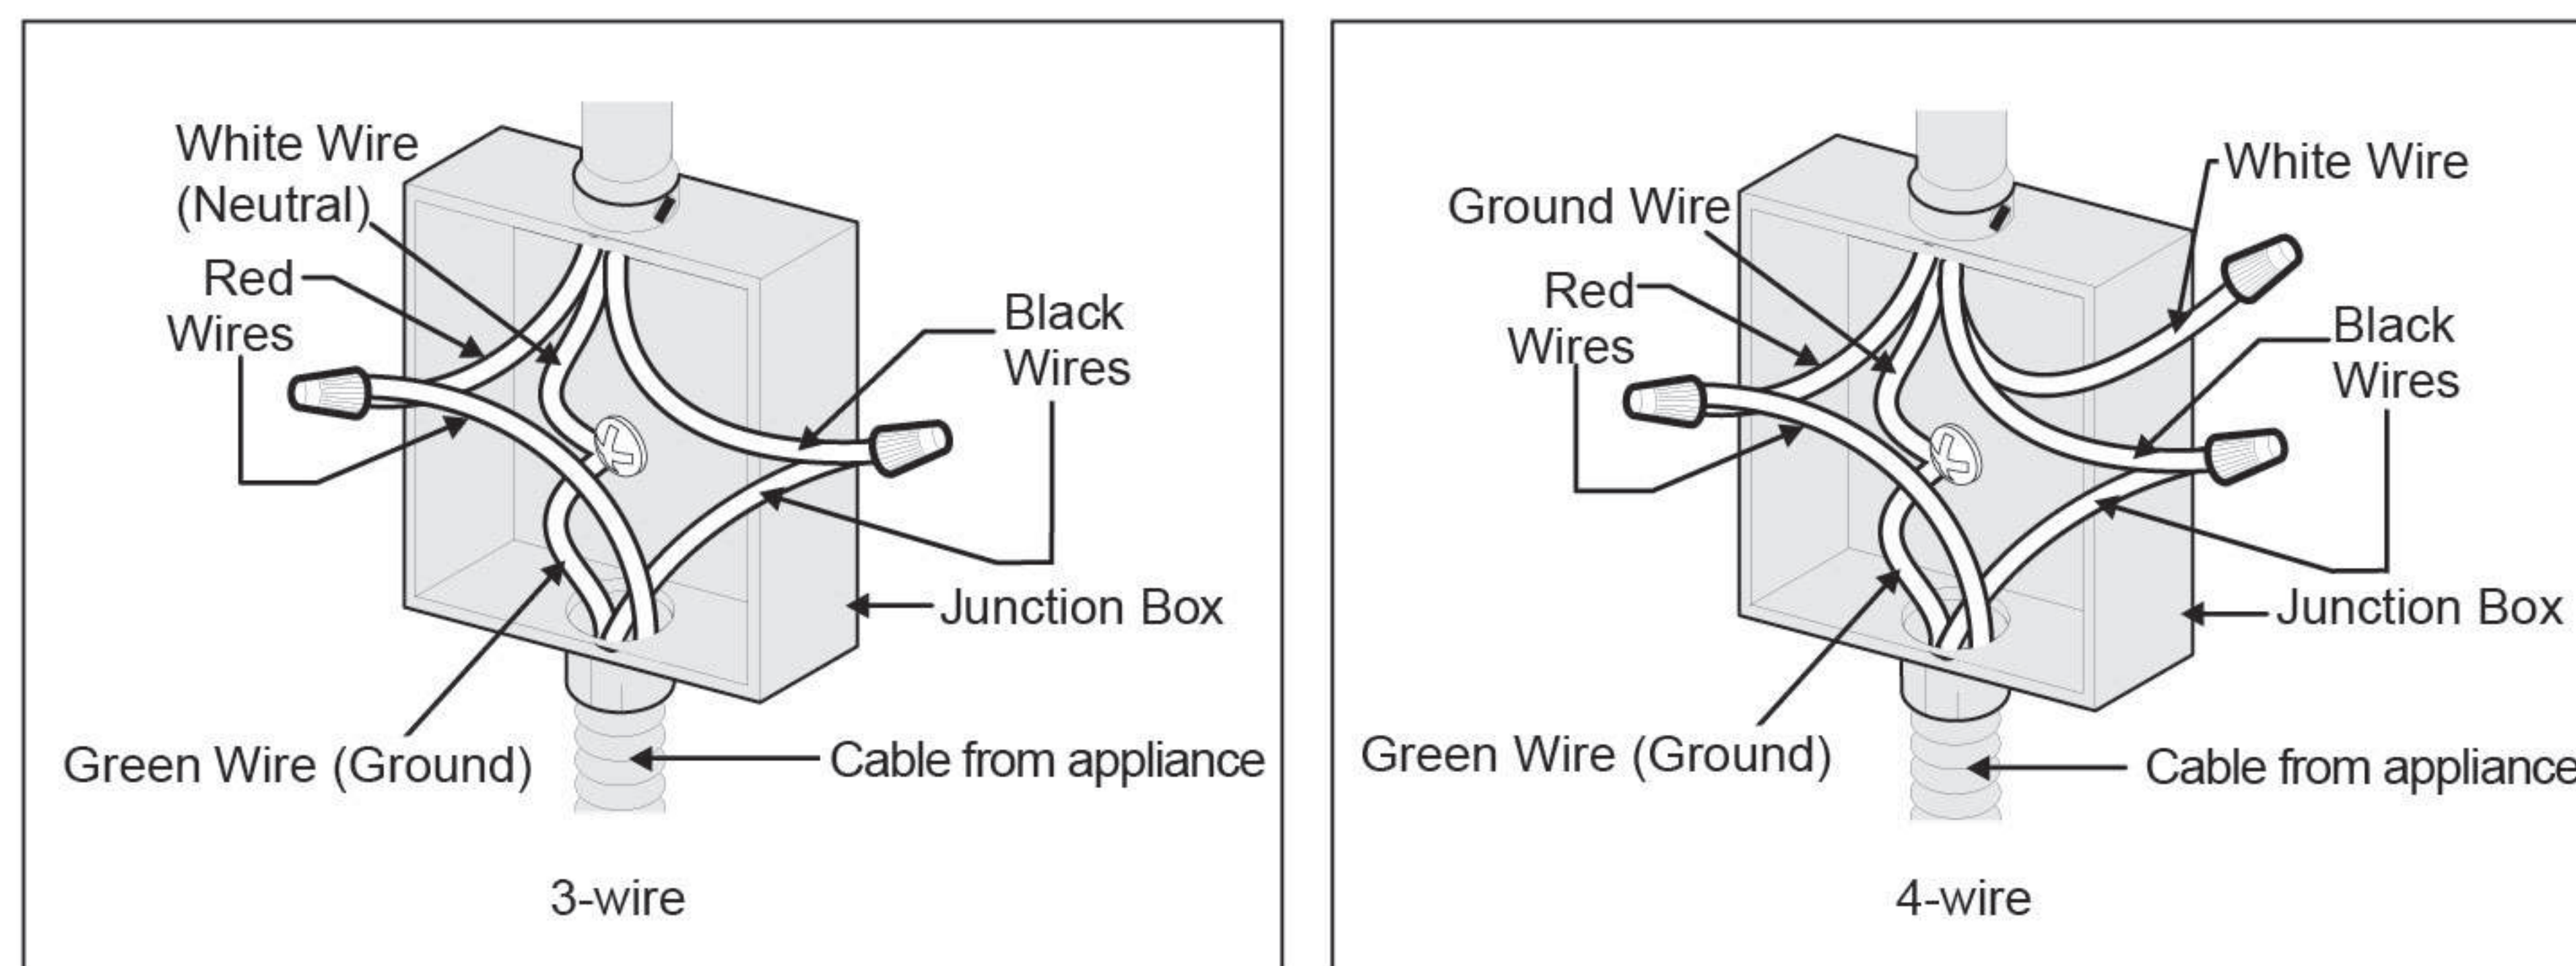 White Wire
(Neutral)
Red
Wires
Black
Wires
Junction Box
Green Wire (Ground)
Cable from appliance
3-wire
White Wire
Ground Wire
Red
Wires
Black
Wires
Junction Box
Green Wire (Ground)
Cable from appliance
4-wire